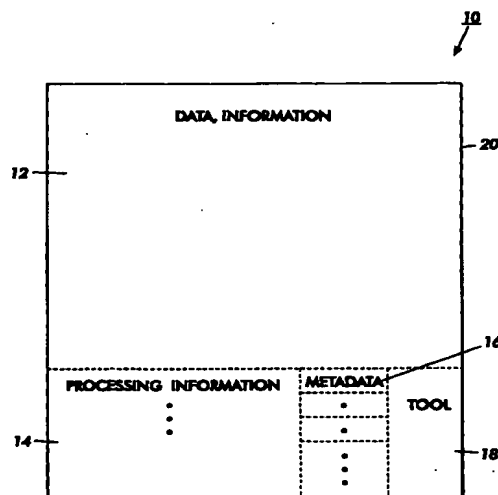 10
DATA, INFORMATION
20
12
16
PROCESSING INFORMATION
METADATA
TOOL
14
18